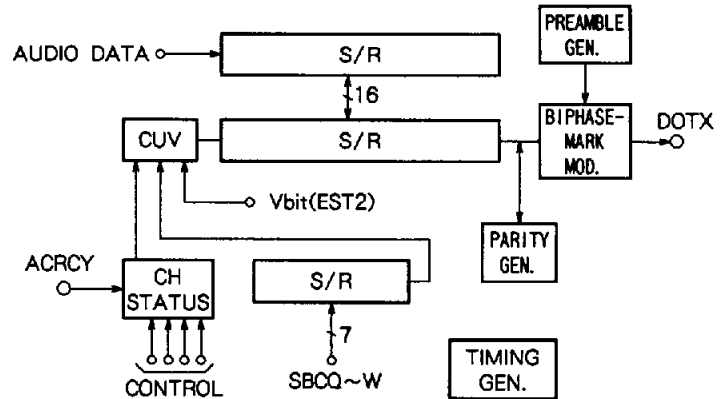 PREAMBLE
GEN.
AUDIO DATA
S/R
16
CUV
S/R
BIPHASE-
MARK
MOD.
DOTX
Vbit(EST2)
PARITY
GEN.
ACRCY
CH
STATUS
S/R
7
CONTROL
SBCQ~W
TIMING
GEN.